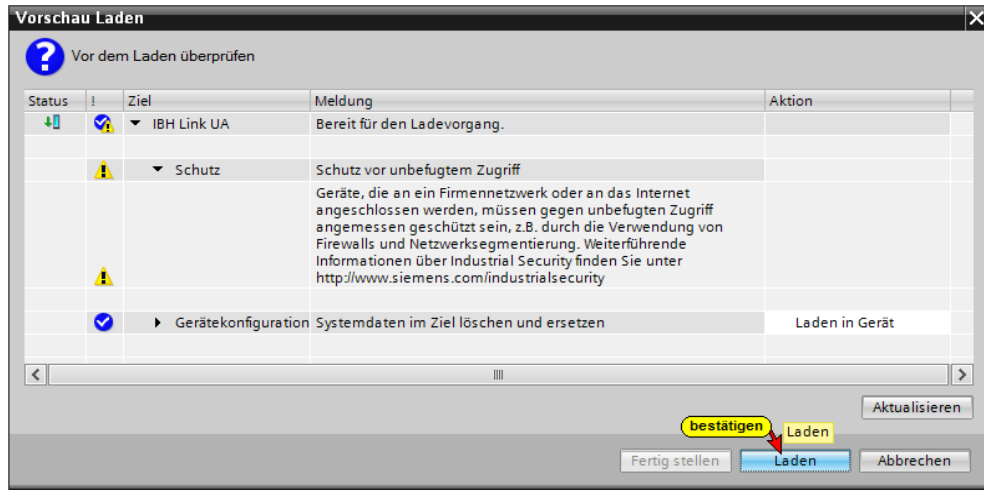 Vorschau Laden
Vor dem Laden überprüfen
Status ! Ziel Meldung Aktion
IBH Link UA Bereit für den Ladevorgang.
Schutz Schutz vor unbefugtem Zugriff
Geräte, die an ein Firmennetzwerk oder an das Internet
angeschlossen werden, müssen gegen unbefugten Zugriff
angemessen geschützt sein, z.B. durch die Verwendung von
Firewalls und Netzwerksegmentierung. Weiterführende
Informationen über Industrial Security finden Sie unter
http://www.siemens.com/industrialsecurity
Gerätekonfiguration Systemdaten im Ziel löschen und ersetzen Laden in Gerät
Aktualisieren
bestätigen Laden
Fertig stellen Laden Abbrechen